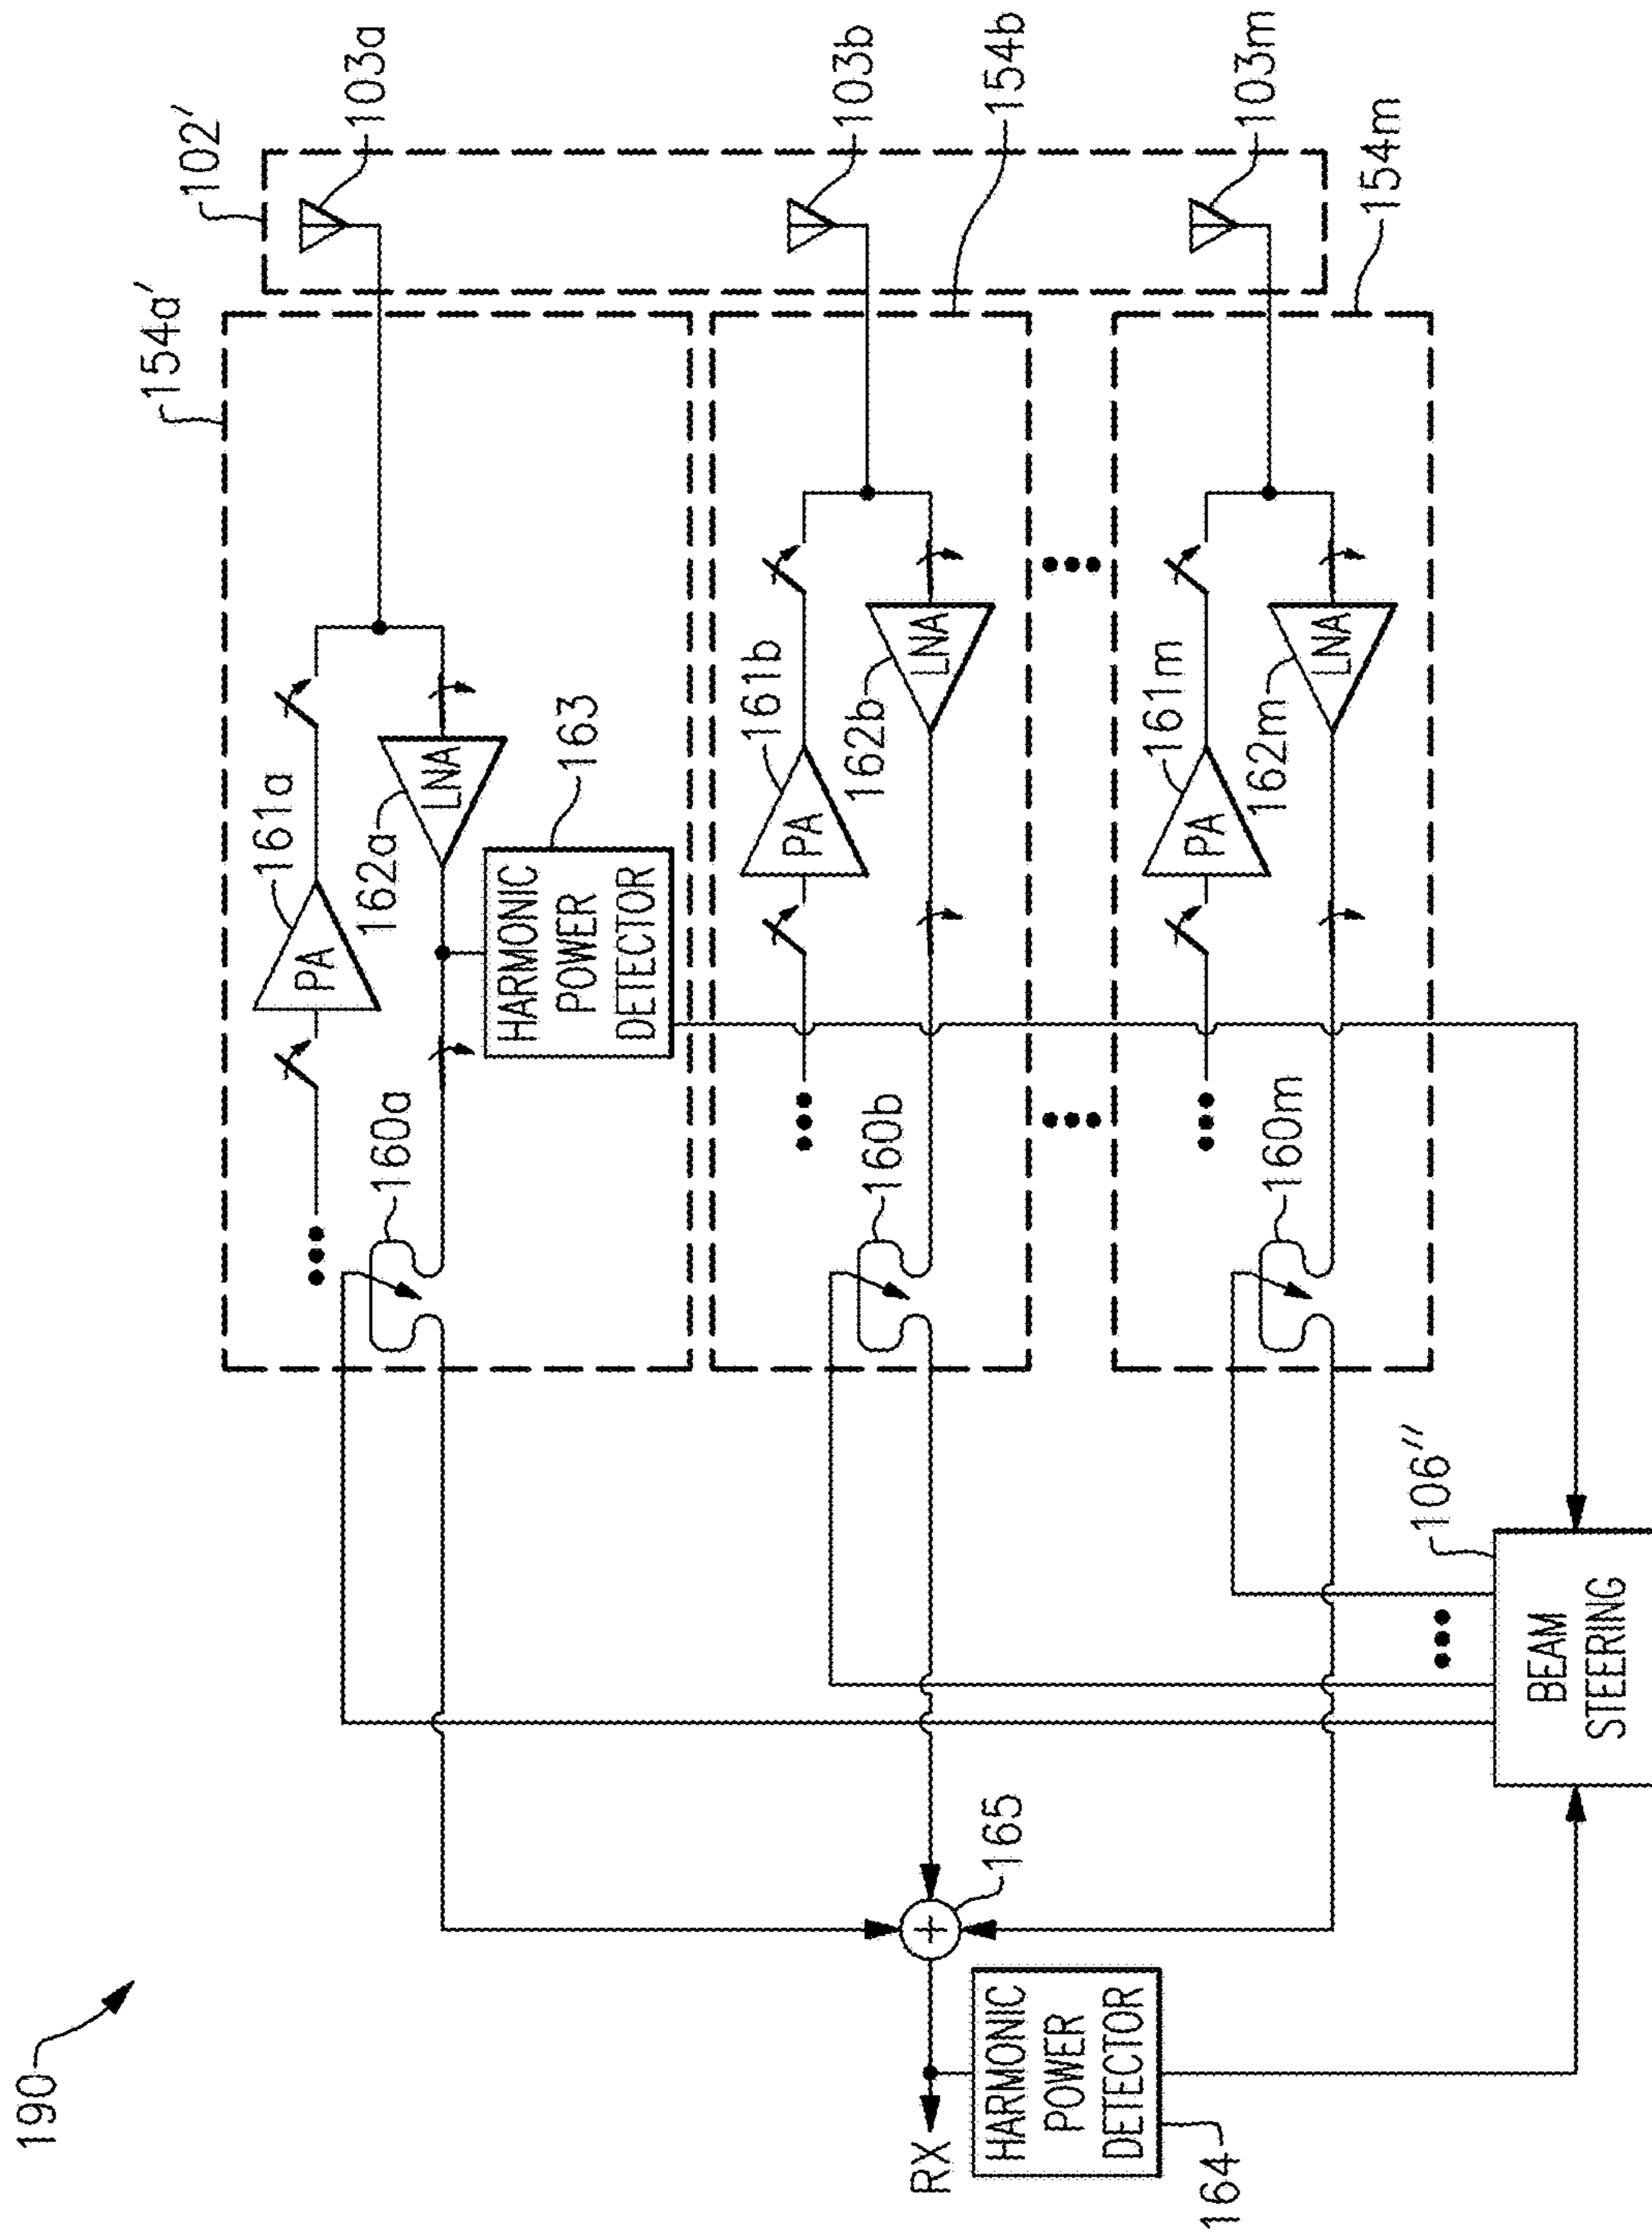 190
102′
103a
103b
103m
154a′
154b
154m
161a
PA
162a
LNA
163
HARMONIC
POWER
DETECTOR
160a
161b
PA
162b
LNA
160b
161m
PA
162m
LNA
160m
165
+
RX
HARMONIC
POWER
DETECTOR
164
106″
BEAM
STEERING